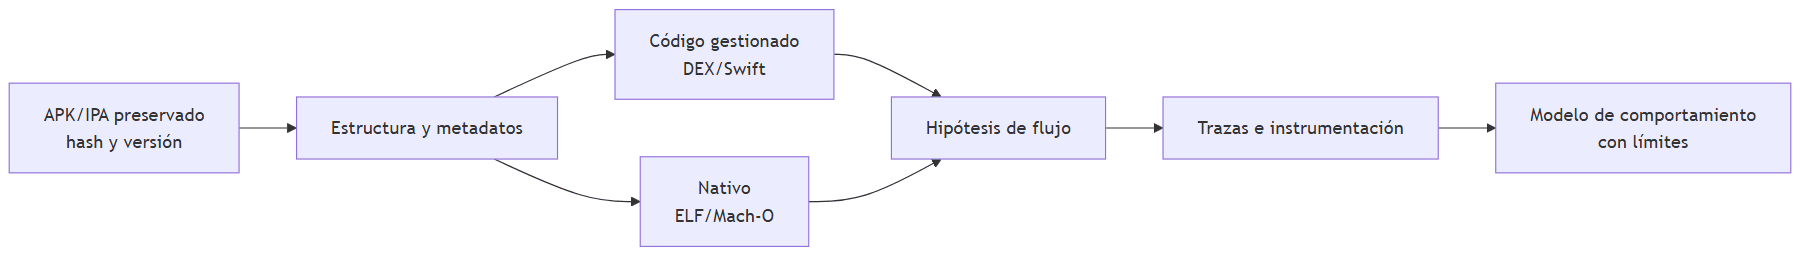 APK/IPA preservado
hash y versión
Estructura y metadatos
Código gestionado
DEX/Swift
Nativo
ELF/Mach-O
Hipótesis de flujo
Trazas e instrumentación
Modelo de comportamiento
con límites